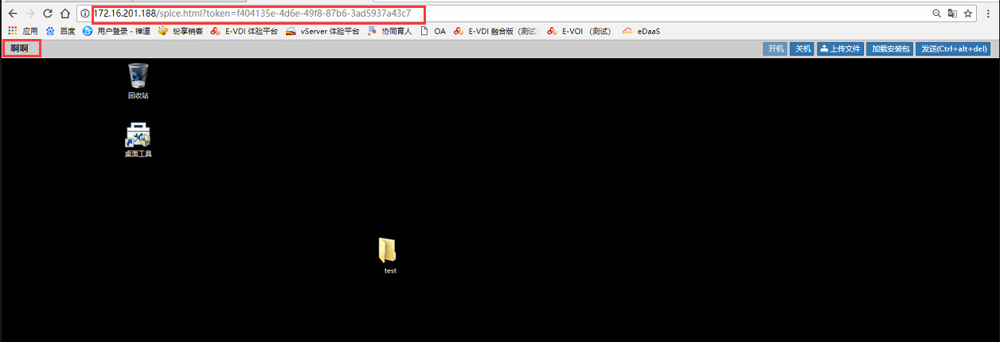 172.16.201.188/spice.html?token=f404135e-4d6e-49f8-87b6-3ad5937a43c7
应用 百度 用户登录 - 禅道 纷享销客 E-VDI 体验平台 vServer 体验平台 协同育人 OA E-VDI 融合版（测试） E-VOI （测试） eDaaS
啊啊 开机 关机 上传文件 加载安装包 发送(Ctrl+alt+del)
回收站
桌面工具
test